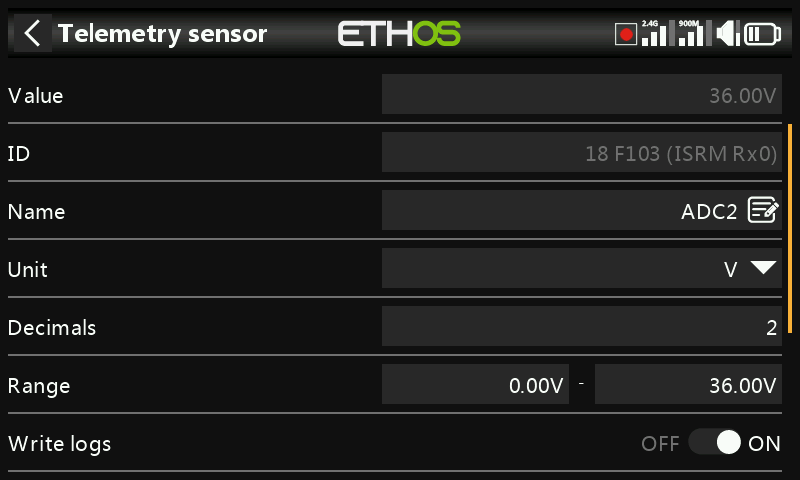 Telemetry sensor ETHOS 2.4G 900M
Value 36.00V
ID 18 F103 (ISRM Rx0)
Name ADC2
Unit V
Decimals 2
Range 0.00V - 36.00V
Write logs OFF ON